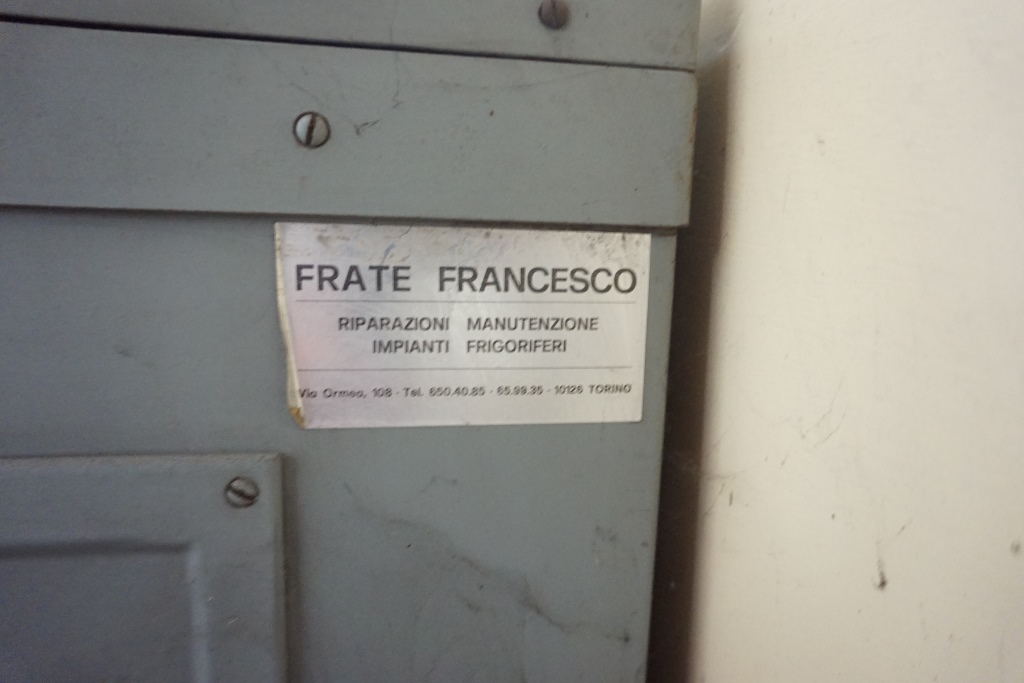 FRATE FRANCESCO
RIPARAZIONI MANUTENZIONE
IMPIANTI FRIGORIFERI
Via Ormea, 108 - Tel. 650.40.85 - 65.99.35 - 10126 TORINO